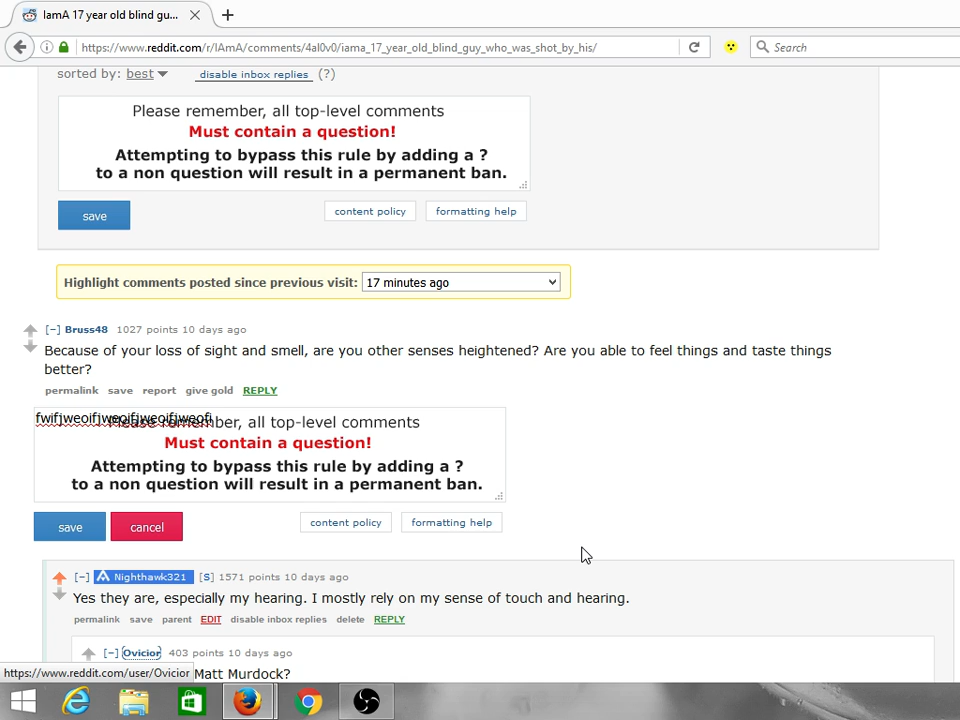 IamA 17 year old blind guy...
https://www.reddit.com/r/IAmA/comments/4al0v0/iama_17_year_old_blind_guy_who_was_shot_by_his/
Search
sorted by: best
disable inbox replies (?)
Please remember, all top-level comments
Must contain a question!
Attempting to bypass this rule by adding a ?
to a non question will result in a permanent ban.
save
content policy
formatting help
Highlight comments posted since previous visit: 17 minutes ago
[−] Bruss48 1027 points 10 days ago
Because of your loss of sight and smell, are you other senses heightened? Are you able to feel things and taste things
better?
permalink save report give gold REPLY
fwifjweoifjweoifjweoifjweofj
Please remember, all top-level comments
Must contain a question!
Attempting to bypass this rule by adding a ?
to a non question will result in a permanent ban.
save
cancel
content policy
formatting help
[−] Nighthawk321 [S] 1571 points 10 days ago
Yes they are, especially my hearing. I mostly rely on my sense of touch and hearing.
permalink save parent EDIT disable inbox replies delete REPLY
[−] Ovicior 403 points 10 days ago
https://www.reddit.com/user/Ovicior
Matt Murdock?